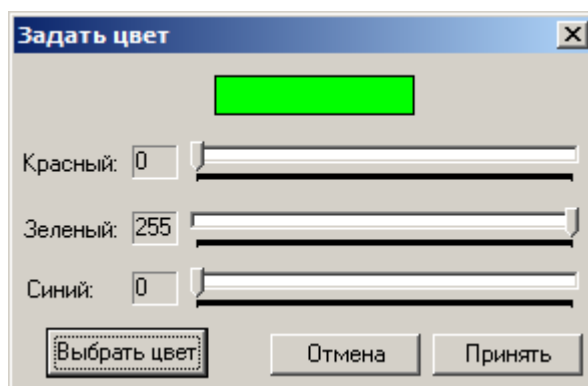 Задать цвет
Красный: 0
Зеленый: 255
Синий: 0
Выбрать цвет Отмена Принять